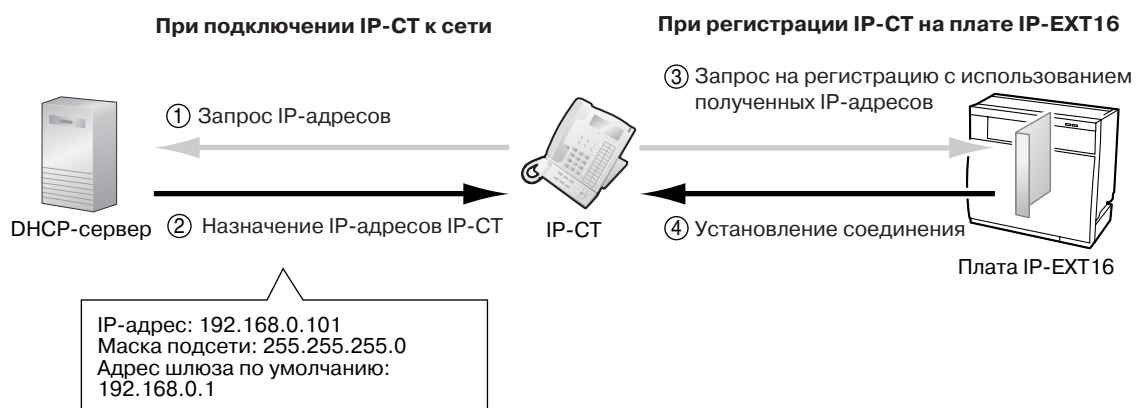 При подключении IP-CT к сети
При регистрации IP-CT на плате IP-EXT16
① Запрос IP-адресов
③ Запрос на регистрацию с использованием
полученных IP-адресов
DHCP-сервер
② Назначение IP-адресов IP-CT
IP-CT
④ Установление соединения
Плата IP-EXT16
IP-адрес: 192.168.0.101
Маска подсети: 255.255.255.0
Адрес шлюза по умолчанию:
192.168.0.1